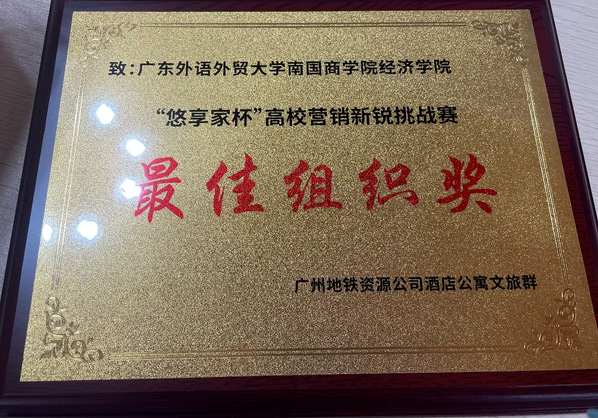 致:广东外语外贸大学南国商学院经济学院
“悠享家杯”高校营销新锐挑战赛
最佳组织奖
广州地铁资源公司酒店公寓文旅群